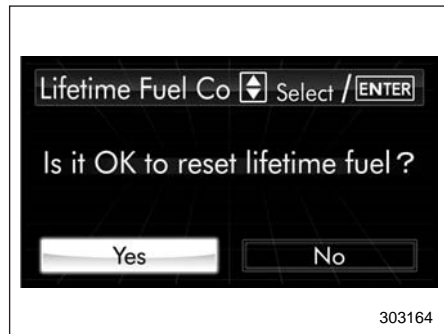 Lifetime Fuel Co Select / ENTER
Is it OK to reset lifetime fuel ?
Yes No
303164